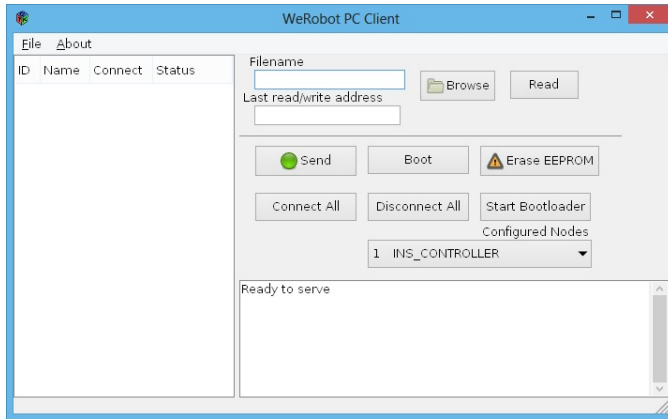 WeRobot PC Client
File About
ID Name Connect Status
Filename
Browse Read
Last read/write address
Send Boot Erase EEPROM
Connect All Disconnect All Start Bootloader
Configured Nodes
1 INS_CONTROLLER
Ready to serve